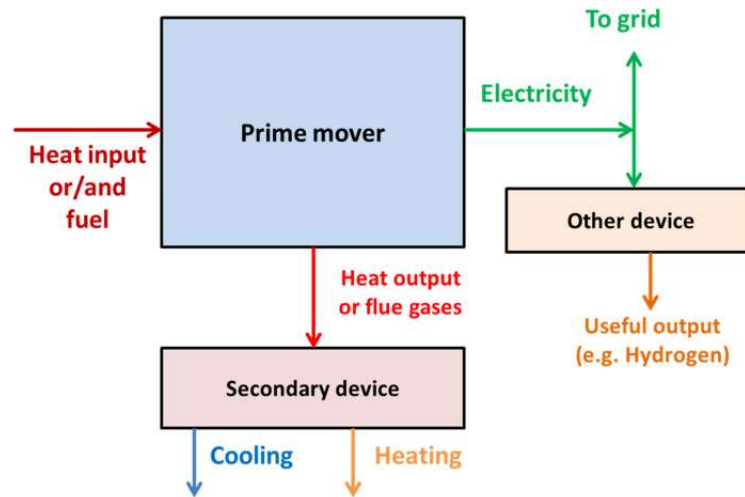 To grid
Electricity
Prime mover
Heat input
or/and
fuel
Other device
Heat output
or flue gases
Useful output
(e.g. Hydrogen)
Secondary device
Cooling
Heating